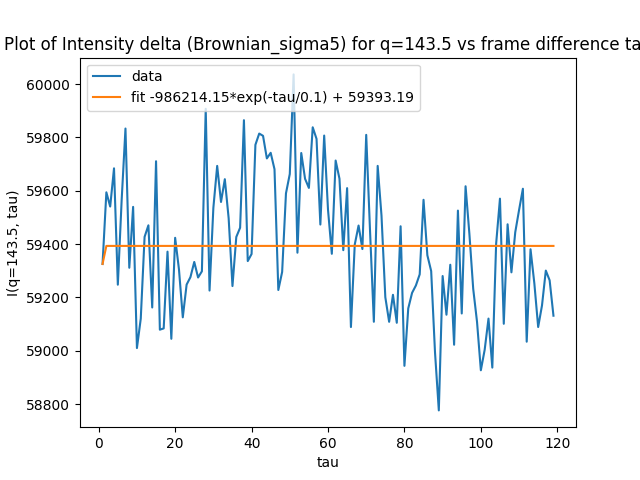 Plot of Intensity delta (Brownian_sigma5) for q=143.5 vs frame difference ta
data
fit -986214.15*exp(-tau/0.1) + 59393.19
I(q=143.5, tau)
60000
59800
59600
59400
59200
59000
58800
0 20 40 60 80 100 120
tau